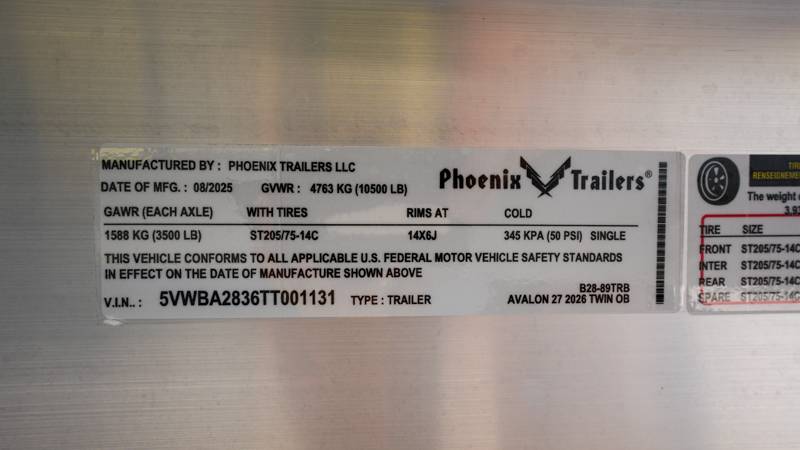 MANUFACTURED BY : PHOENIX TRAILERS LLC
DATE OF MFG. : 08/2025 GVWR : 4763 KG (10500 LB)
Phoenix Trailers®
GAWR (EACH AXLE) WITH TIRES RIMS AT COLD
1588 KG (3500 LB) ST205/75-14C 14X6J 345 KPA (50 PSI) SINGLE
THIS VEHICLE CONFORMS TO ALL APPLICABLE U.S. FEDERAL MOTOR VEHICLE SAFETY STANDARDS
IN EFFECT ON THE DATE OF MANUFACTURE SHOWN ABOVE
B28-89TRB
V.I.N.. : 5VWBA2836TT001131 TYPE : TRAILER AVALON 27 2026 TWIN OB
The weight
TIRE SIZE
FRONT ST205/75-14C
INTER ST205/75-14C
REAR ST205/75-14C
SPARE ST205/75-14C